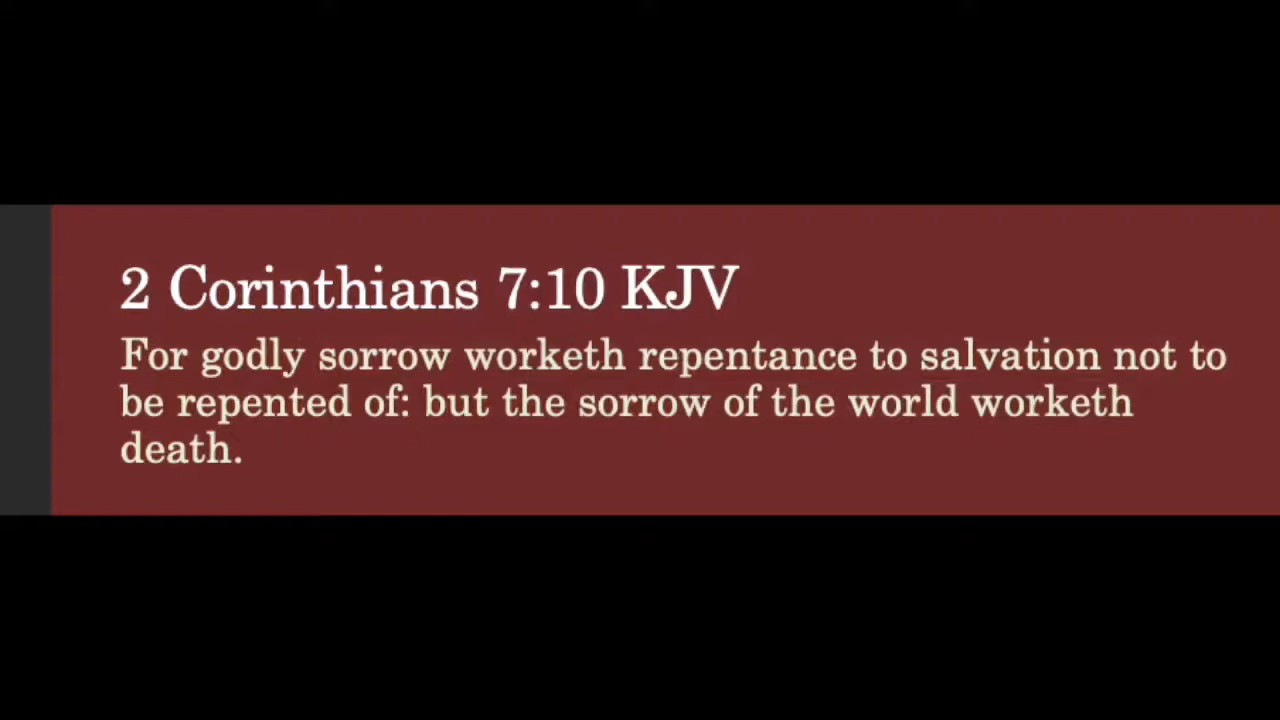 2 Corinthians 7:10 KJV
For godly sorrow worketh repentance to salvation not to
be repented of: but the sorrow of the world worketh
death.